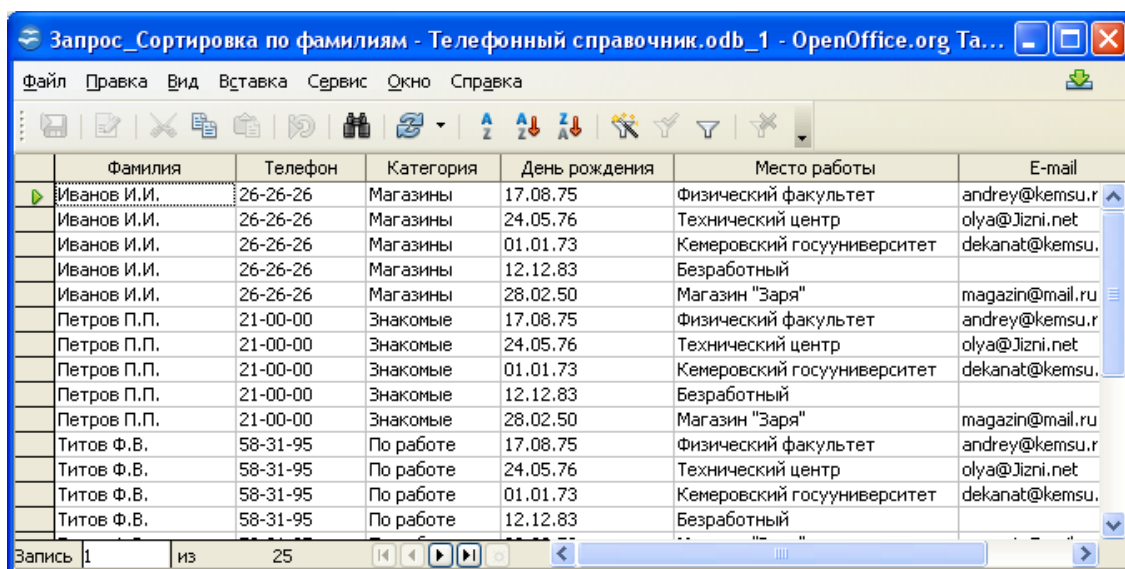 Запрос_Сортировка по фамилиям - Телефонный справочник.odb_1 - OpenOffice.org Та...
Файл Правка Вид Вставка Сервис Окно Справка
Фамилия Телефон Категория День рождения Место работы E-mail
Иванов И.И. 26-26-26 Магазины 17.08.75 Физический факультет andrey@kemsu.r
Иванов И.И. 26-26-26 Магазины 24.05.76 Технический центр olya@Jizni.net
Иванов И.И. 26-26-26 Магазины 01.01.73 Кемеровский госууниверситет dekanat@kemsu.
Иванов И.И. 26-26-26 Магазины 12.12.83 Безработный
Иванов И.И. 26-26-26 Магазины 28.02.50 Магазин "Заря" magazin@mail.ru
Петров П.П. 21-00-00 Знакомые 17.08.75 Физический факультет andrey@kemsu.r
Петров П.П. 21-00-00 Знакомые 24.05.76 Технический центр olya@Jizni.net
Петров П.П. 21-00-00 Знакомые 01.01.73 Кемеровский госууниверситет dekanat@kemsu.
Петров П.П. 21-00-00 Знакомые 12.12.83 Безработный
Петров П.П. 21-00-00 Знакомые 28.02.50 Магазин "Заря" magazin@mail.ru
Титов Ф.В. 58-31-95 По работе 17.08.75 Физический факультет andrey@kemsu.r
Титов Ф.В. 58-31-95 По работе 24.05.76 Технический центр olya@Jizni.net
Титов Ф.В. 58-31-95 По работе 01.01.73 Кемеровский госууниверситет dekanat@kemsu.
Титов Ф.В. 58-31-95 По работе 12.12.83 Безработный
Запись 1 из 25